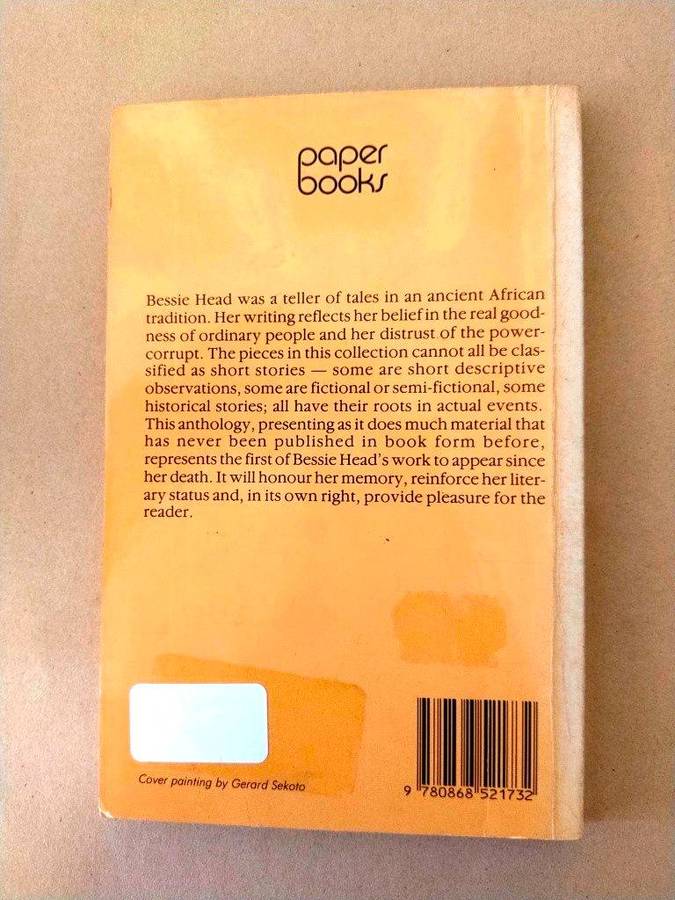 paper
books
Bessie Head was a teller of tales in an ancient African
tradition. Her writing reflects her belief in the real good-
ness of ordinary people and her distrust of the power-
corrupt. The pieces in this collection cannot all be clas-
sified as short stories — some are short descriptive
observations, some are fictional or semi-fictional, some
historical stories; all have their roots in actual events.
This anthology, presenting as it does much material that
has never been published in book form before,
represents the first of Bessie Head's work to appear since
her death. It will honour her memory, reinforce her liter-
ary status and, in its own right, provide pleasure for the
reader.
Cover painting by Gerard Sekoto
9 780868 521732